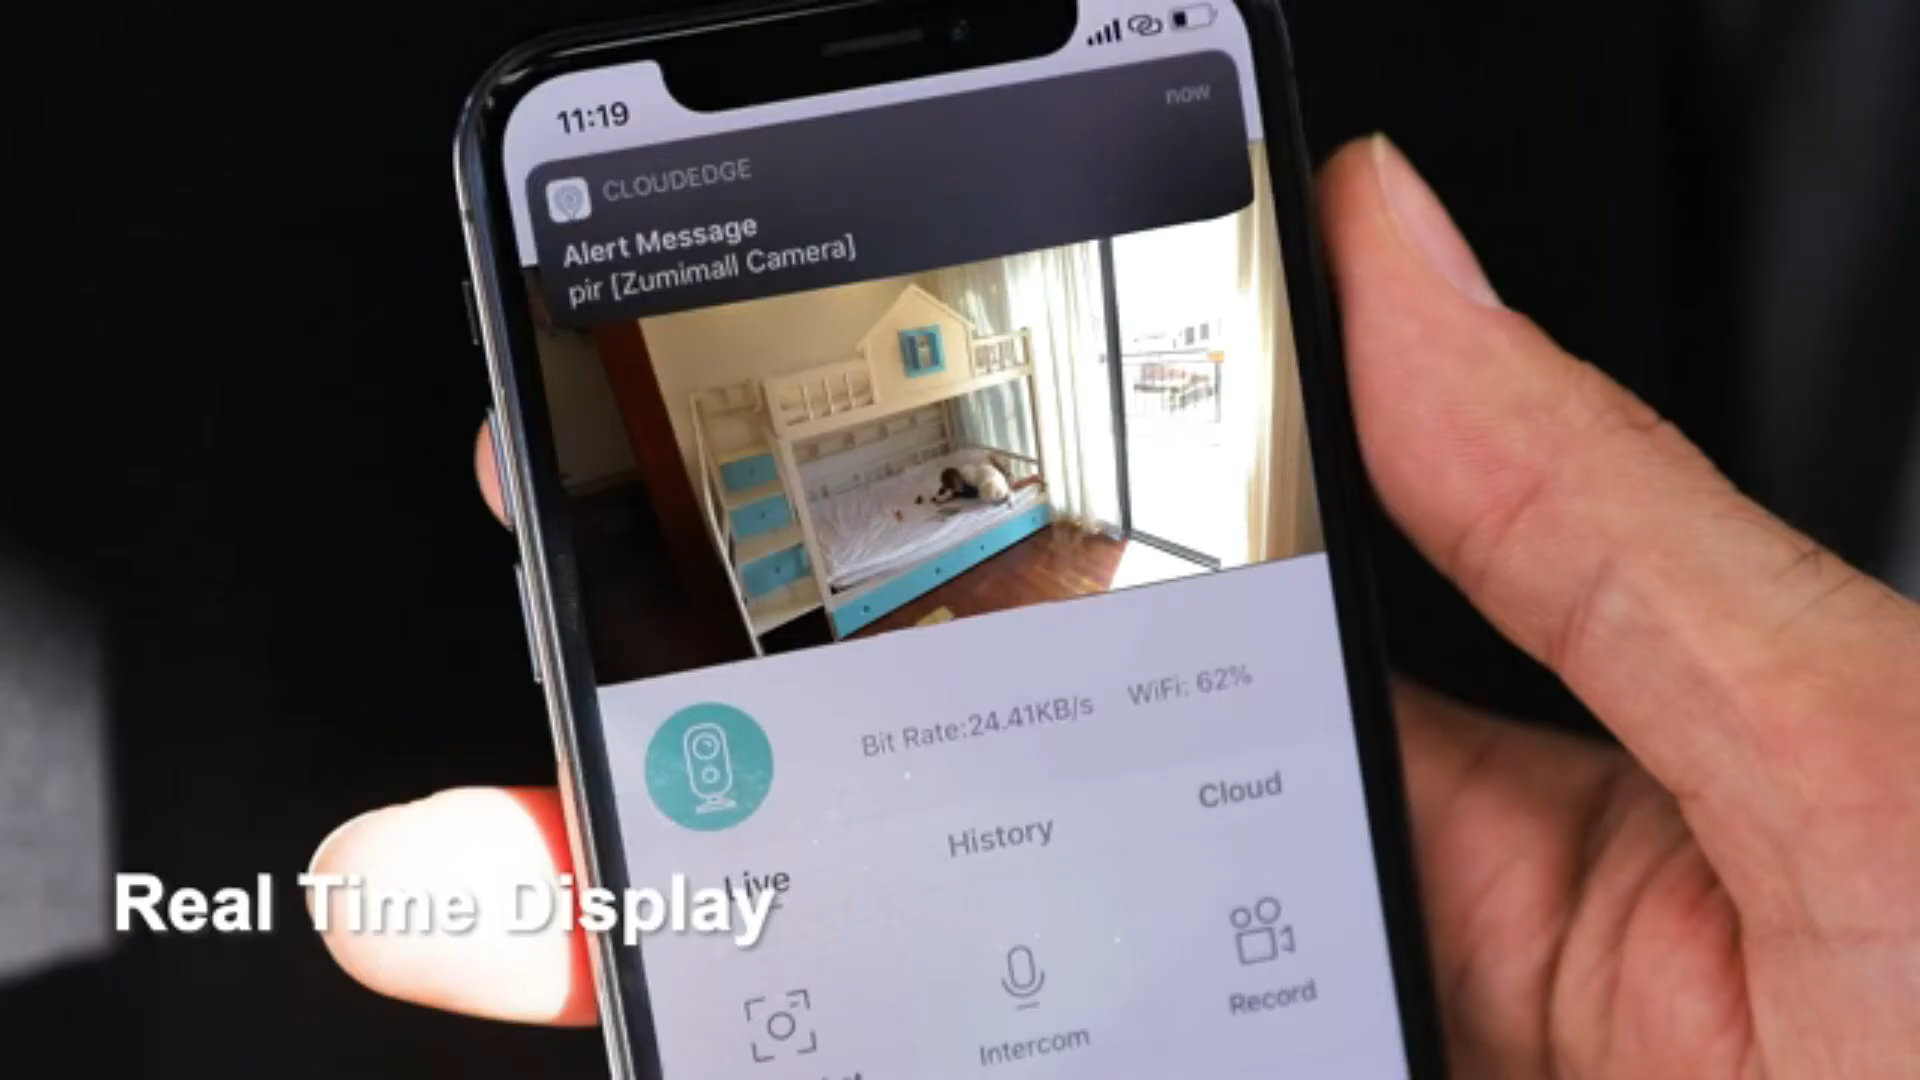 11:19
now
CLOUDEDGE
Alert Message
pir [Zumimall Camera]
Bit Rate:24.41KB/s WiFi: 62%
Live
History
Cloud
Real Time Display
Intercom
Record